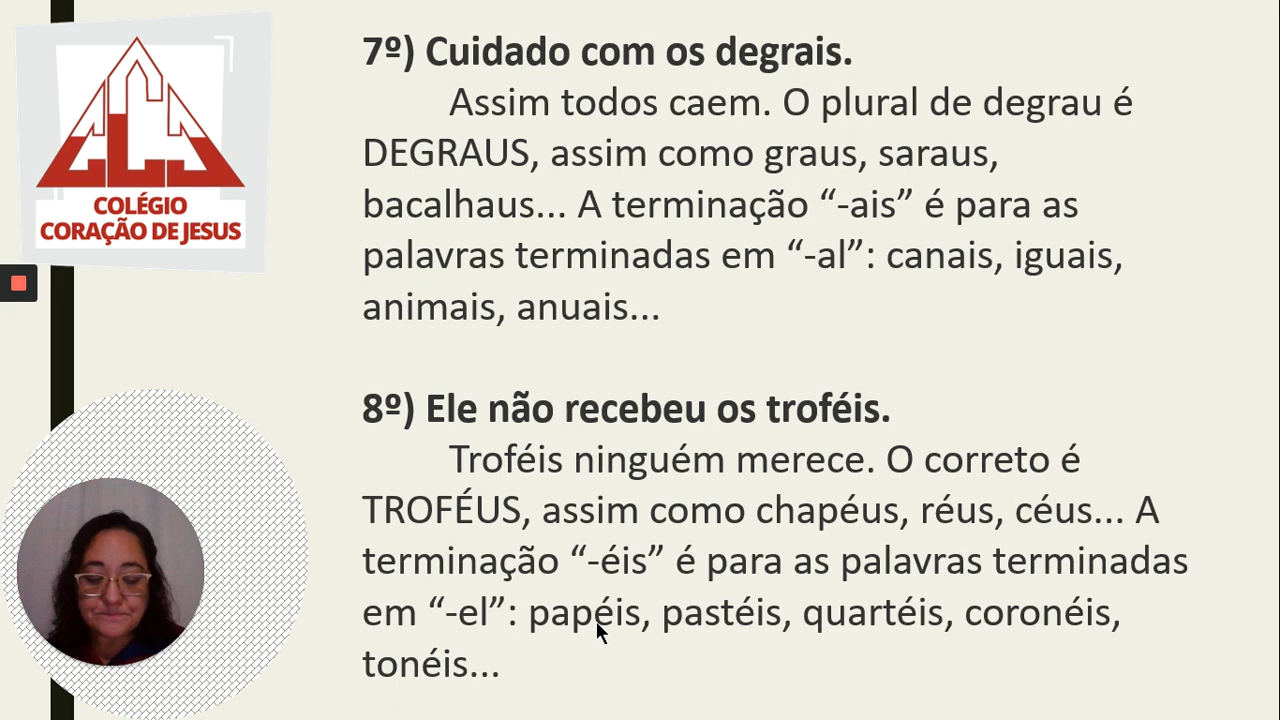 COLÉGIO
CORAÇÃO DE JESUS
7º) Cuidado com os degrais.
Assim todos caem. O plural de degrau é
DEGRAUS, assim como graus, saraus,
bacalhaus... A terminação “-ais” é para as
palavras terminadas em “-al”: canais, iguais,
animais, anuais...
8º) Ele não recebeu os troféis.
Troféis ninguém merece. O correto é
TROFÉUS, assim como chapéus, réus, céus... A
terminação “-éis” é para as palavras terminadas
em “-el”: papéis, pastéis, quartéis, coronéis,
tonéis...